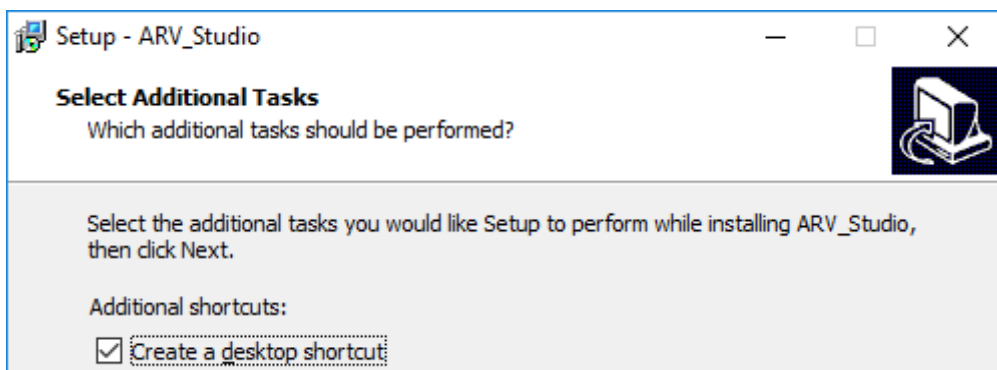 Setup - ARV_Studio
Select Additional Tasks
Which additional tasks should be performed?
Select the additional tasks you would like Setup to perform while installing ARV_Studio,
then click Next.
Additional shortcuts:
Create a desktop shortcut